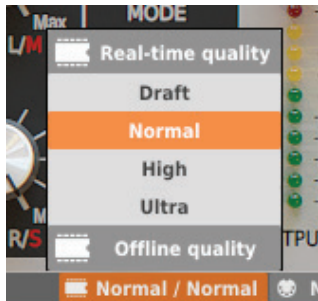 Max
MODE
L/M
Real-time quality
Draft
Normal
High
Ultra
M
R/S
Offline quality
TPU
Normal / Normal
N